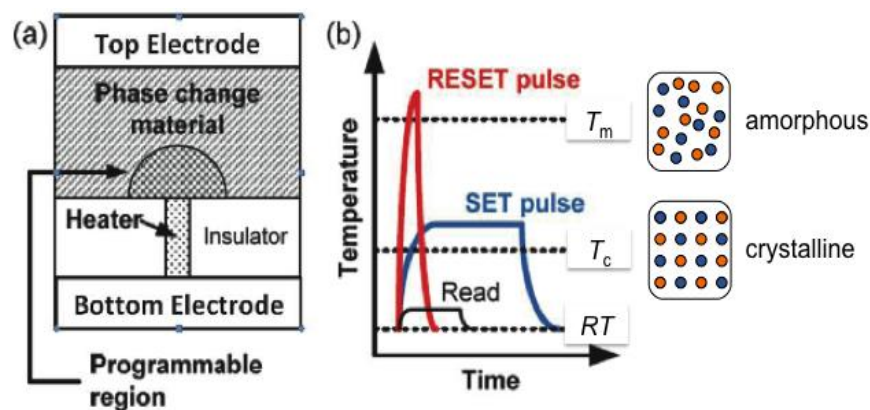 (a)
Top Electrode
Phase change
material
Heater
Insulator
Bottom Electrode
Programmable
region
(b)
RESET pulse
Tm
SET pulse
Tc
Read
RT
Temperature
Time
amorphous
crystalline